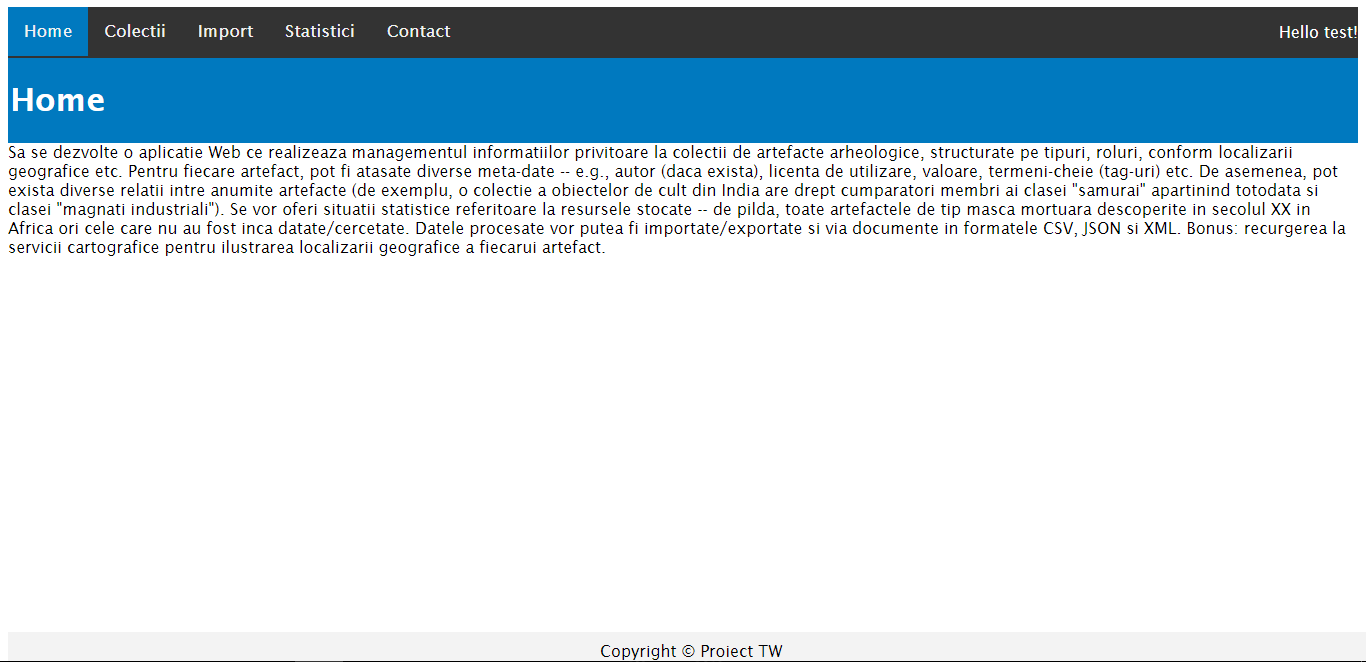 Home Colectii Import Statistici Contact Hello test!
Home
Sa se dezvolte o aplicatie Web ce realizeaza managementul informatiilor privitoare la colectii de artefacte arheologice, structurate pe tipuri, roluri, conform localizarii
geografice etc. Pentru fiecare artefact, pot fi atasate diverse meta-date -- e.g., autor (daca exista), licenta de utilizare, valoare, termeni-cheie (tag-uri) etc. De asemenea, pot
exista diverse relatii intre anumite artefacte (de exemplu, o colectie a obiectelor de cult din India are drept cumparatori membri ai clasei "samurai" apartinind totodata si
clasei "magnati industriali"). Se vor oferi situatii statistice referitoare la resursele stocate -- de pilda, toate artefactele de tip masca mortuara descoperite in secolul XX in
Africa ori cele care nu au fost inca datate/cercetate. Datele procesate vor putea fi importate/exportate si via documente in formatele CSV, JSON si XML. Bonus: recurgerea la
servicii cartografice pentru ilustrarea localizarii geografice a fiecarui artefact.
Copyright © Proiect TW